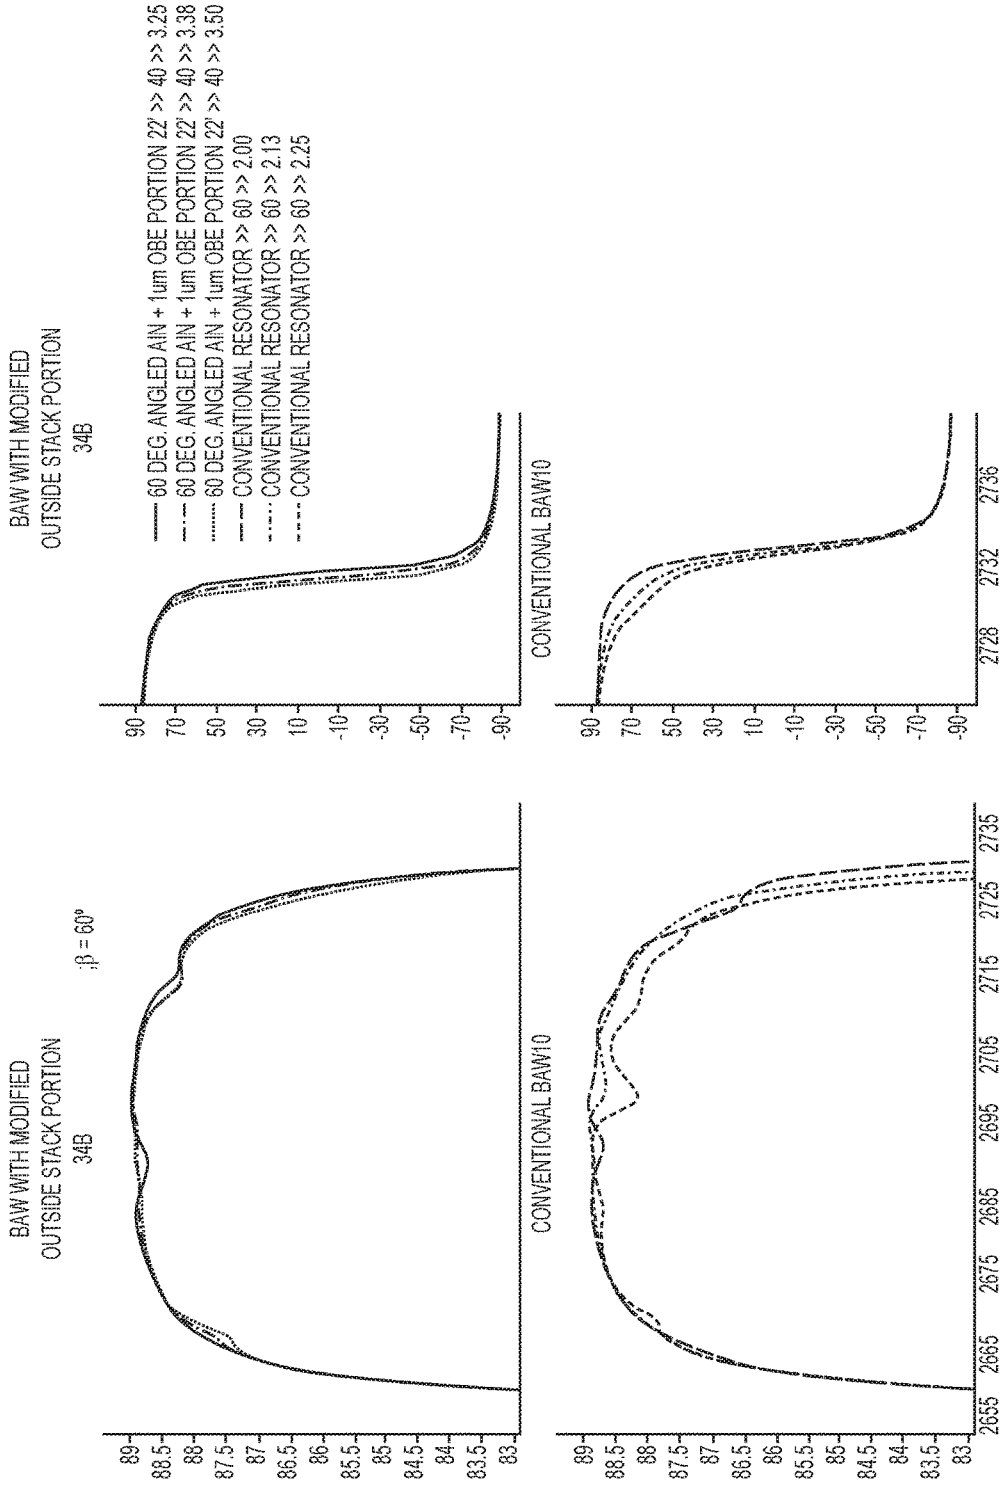 BAW WITH MODIFIED
OUTSIDE STACK PORTION
34B
;β = 60°
89
88.5
88
87.5
87
86.5
86
85.5
85
84.5
84
83.5
83
CONVENTIONAL BAW10
89
88.5
88
87.5
87
86.5
86
85.5
85
84.5
84
83.5
83
2655 2665 2675 2685 2695 2705 2715 2725 2735
BAW WITH MODIFIED
OUTSIDE STACK PORTION
34B
60 DEG. ANGLED AlN + 1um OBE PORTION 22' >> 40 >> 3.25
60 DEG. ANGLED AlN + 1um OBE PORTION 22' >> 40 >> 3.38
60 DEG. ANGLED AlN + 1um OBE PORTION 22' >> 40 >> 3.50
CONVENTIONAL RESONATOR >> 60 >> 2.00
CONVENTIONAL RESONATOR >> 60 >> 2.13
CONVENTIONAL RESONATOR >> 60 >> 2.25
90
70
50
30
10
-10
-30
-50
-70
-90
CONVENTIONAL BAW10
90
70
50
30
10
-10
-30
-50
-70
-90
2728 2732 2736